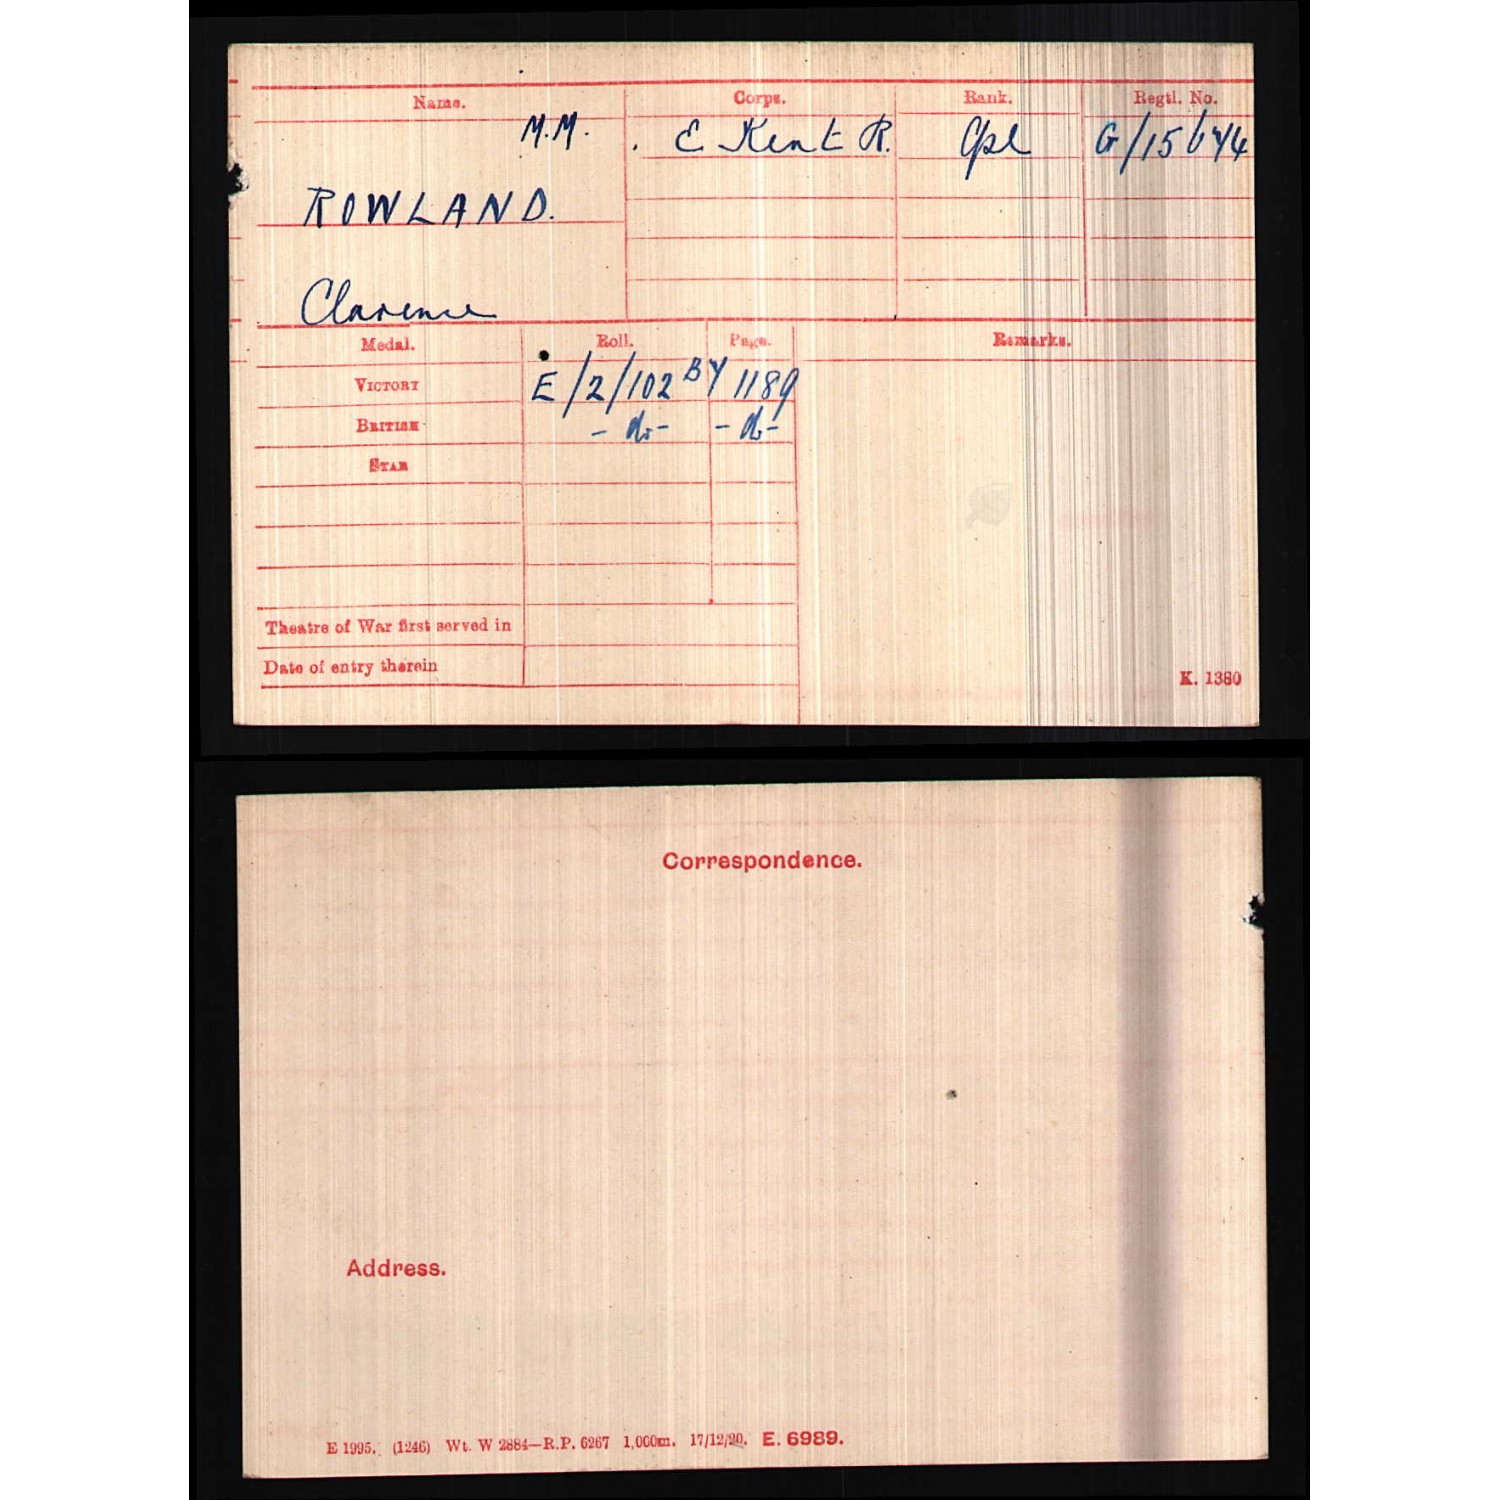 Name. Corps. Rank. Regtl. No.
M.M. . E Kent R. Cpl G/15674
ROWLAND.
Clarence
Medal. Roll. Page. Remarks.
VICTORY E/2/102 BY 1189
BRITISH - do - - do -
STAR
Theatre of War first served in
Date of entry therein
K. 1380
Correspondence.
Address.
E 1995. (1246) Wt. W 2884—R.P. 6267 1,000m. 17/12/20. E. 6989.